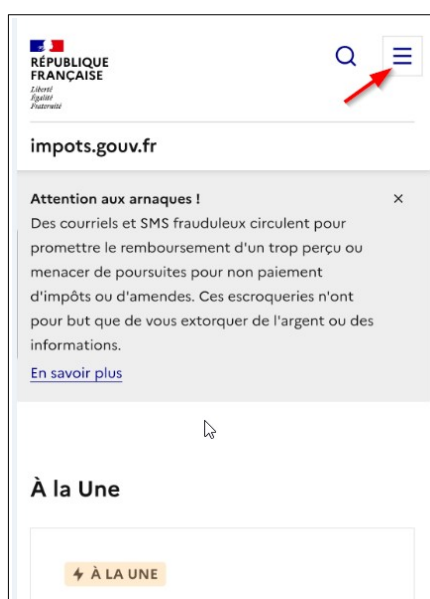 RÉPUBLIQUE
FRANÇAISE
Liberté
Égalité
Fraternité
impots.gouv.fr
Attention aux arnaques !
Des courriels et SMS frauduleux circulent pour
promettre le remboursement d'un trop perçu ou
menacer de poursuites pour non paiement
d'impôts ou d'amendes. Ces escroqueries n'ont
pour but que de vous extorquer de l'argent ou des
informations.
En savoir plus
À la Une
À LA UNE